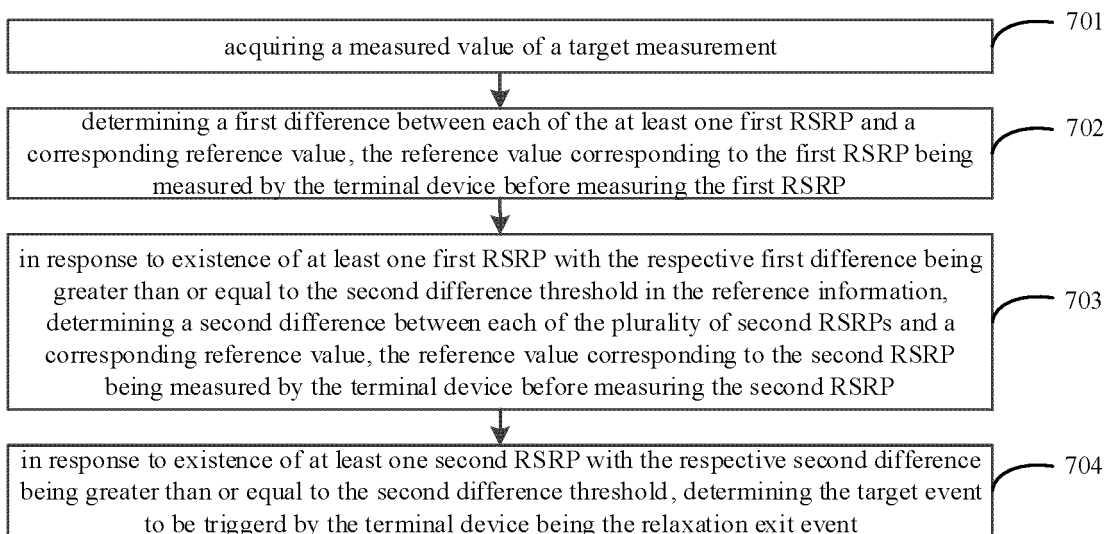 acquiring a measured value of a target measurement
701
determining a first difference between each of the at least one first RSRP and a
corresponding reference value, the reference value corresponding to the first RSRP being
measured by the terminal device before measuring the first RSRP
702
in response to existence of at least one first RSRP with the respective first difference being
greater than or equal to the second difference threshold in the reference information,
determining a second difference between each of the plurality of second RSRPs and a
corresponding reference value, the reference value corresponding to the second RSRP
being measured by the terminal device before measuring the second RSRP
703
in response to existence of at least one second RSRP with the respective second difference
being greater than or equal to the second difference threshold, determining the target event
to be triggerd by the terminal device being the relaxation exit event
704